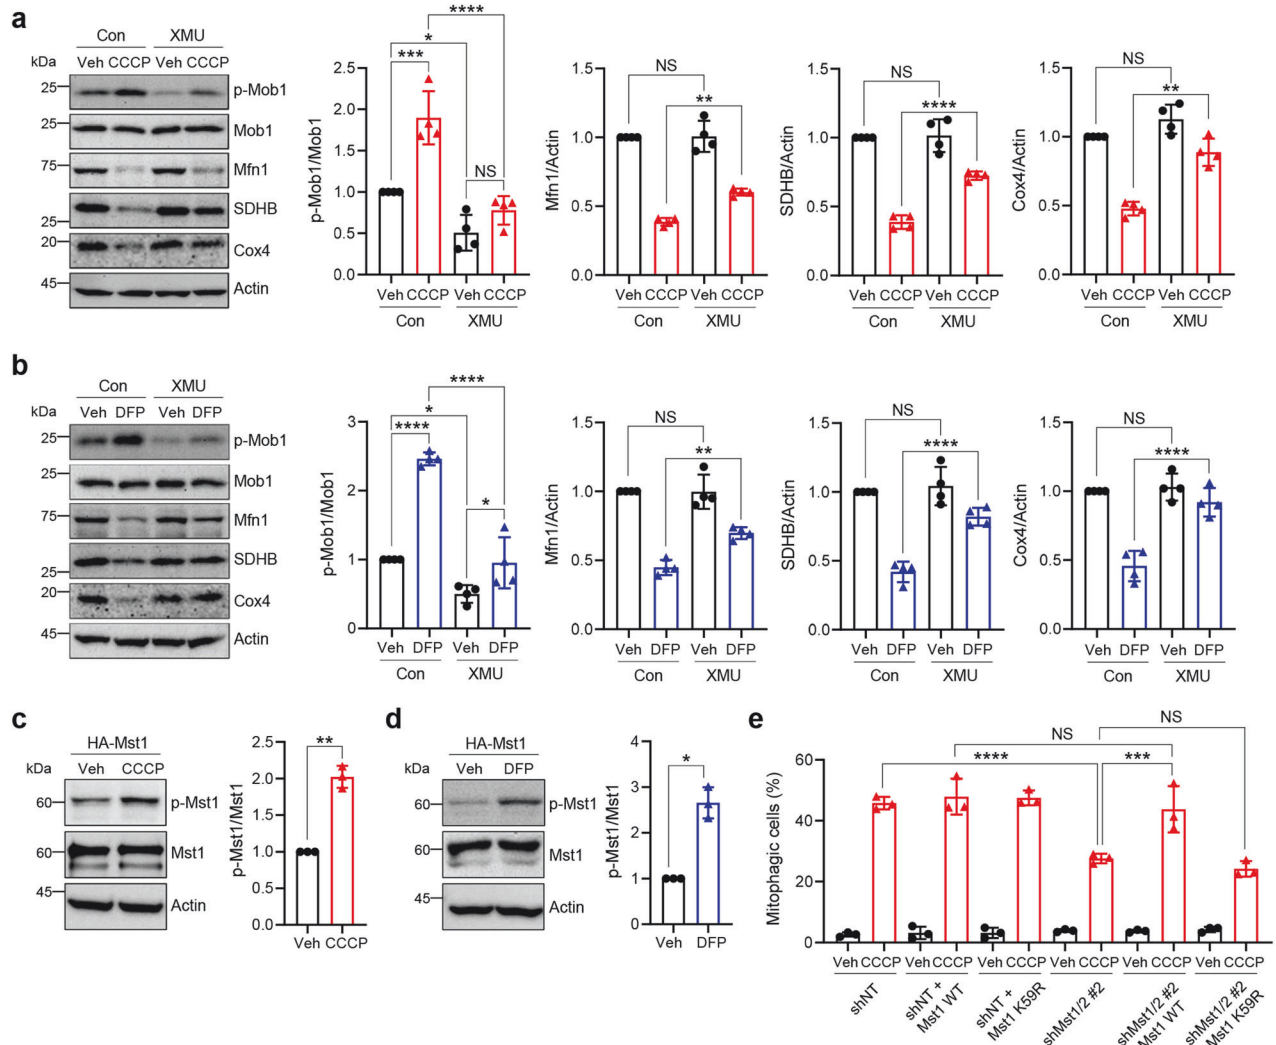 a
Con XMU
kDa Veh CCCP Veh CCCP
25 p-Mob1
25 Mob1
75 Mfn1
SDHB
25
20 Cox4
45 Actin
p-Mob1/Mob1
2.5
2.0
1.5
1.0
0.5
0.0
****
*
***
NS
Veh CCCP Veh CCCP
Con XMU
Mfn1/Actin
1.5
1.0
0.5
0.0
NS
**
Veh CCCP Veh CCCP
Con XMU
SDHB/Actin
1.5
1.0
0.5
0.0
NS
****
Veh CCCP Veh CCCP
Con XMU
Cox4/Actin
1.5
1.0
0.5
0.0
NS
**
Veh CCCP Veh CCCP
Con XMU
b
Con XMU
kDa Veh DFP Veh DFP
25 p-Mob1
25 Mob1
75 Mfn1
SDHB
25
20 Cox4
45 Actin
p-Mob1/Mob1
3
2
1
0
****
*
****
*
Veh DFP Veh DFP
Con XMU
Mfn1/Actin
1.5
1.0
0.5
0.0
NS
**
Veh DFP Veh DFP
Con XMU
SDHB/Actin
1.5
1.0
0.5
0.0
NS
****
Veh DFP Veh DFP
Con XMU
Cox4/Actin
1.5
1.0
0.5
0.0
NS
****
Veh DFP Veh DFP
Con XMU
c
HA-Mst1
kDa Veh CCCP
60 p-Mst1
60 Mst1
45 Actin
p-Mst1/Mst1
2.5
2.0
1.5
1.0
0.5
0.0
**
Veh CCCP
d
HA-Mst1
kDa Veh DFP
60 p-Mst1
60 Mst1
45 Actin
p-Mst1/Mst1
4
3
2
1
0
*
Veh DFP
e
Mitophagic cells (%)
60
40
20
0
NS
NS
****
***
Veh CCCP Veh CCCP Veh CCCP Veh CCCP Veh CCCP Veh CCCP
shNT
shNT +
Mst1 WT
shNT +
Mst1 K59R
shMst1/2 #2
shMst1/2 #2
Mst1 WT
shMst1/2 #2
Mst1 K59R